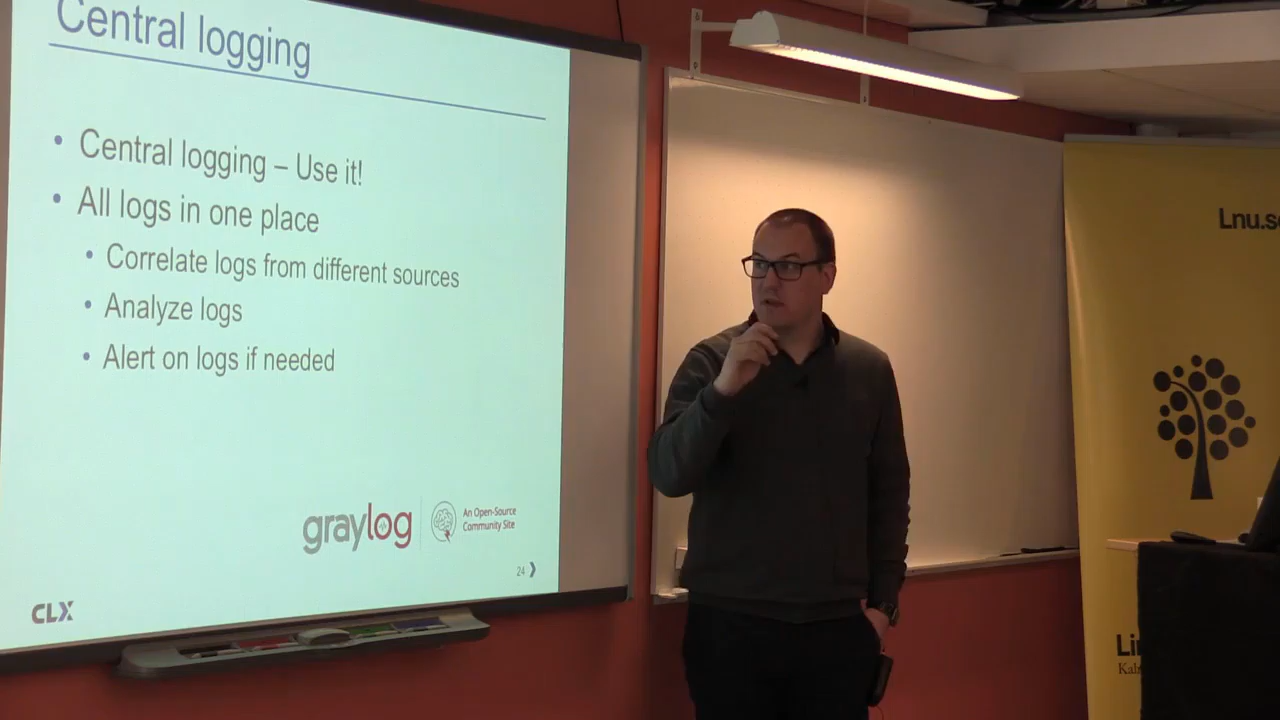 Central logging
• Central logging – Use it!
• All logs in one place
• Correlate logs from different sources
• Analyze logs
• Alert on logs if needed
graylog
An Open-Source
Community Site
24
CLX
Lnu.se